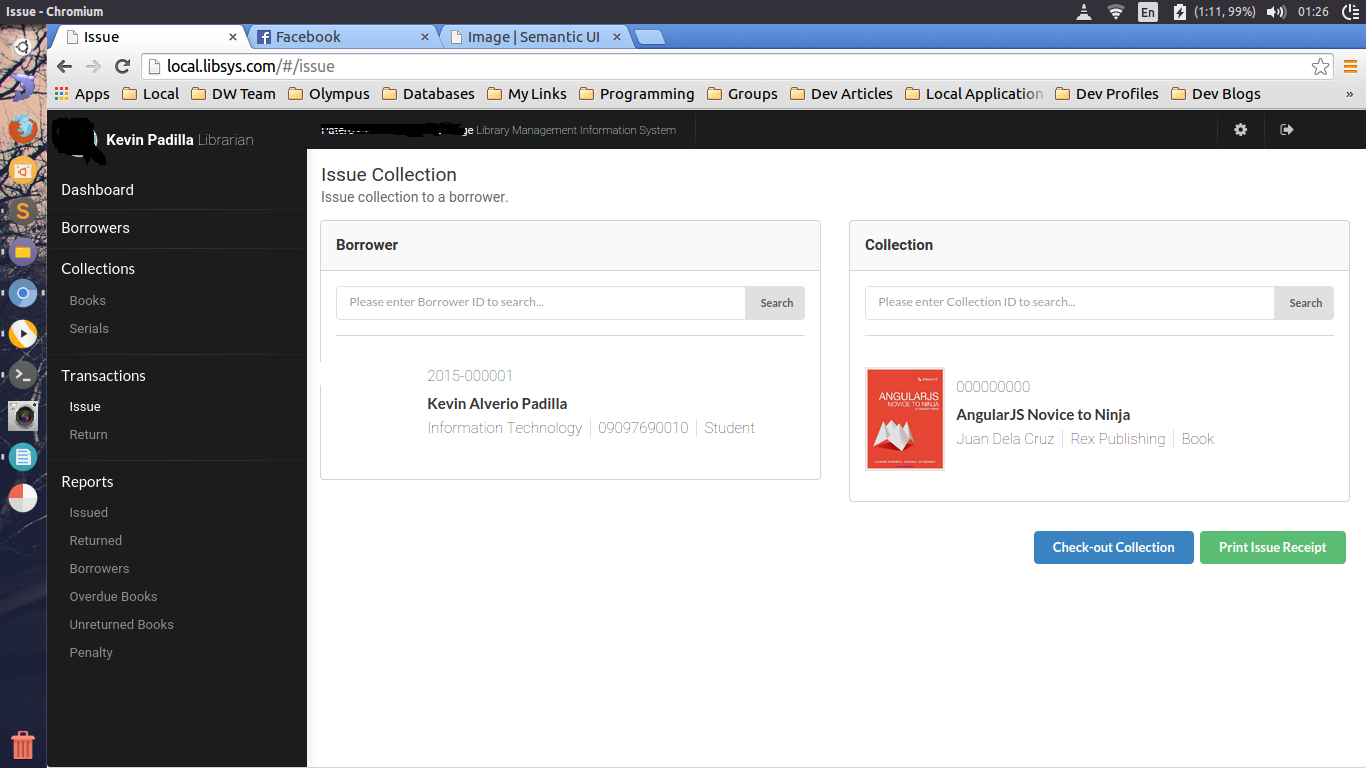 Issue - Chromium
En
(1:11, 99%)
01:26
Issue
Facebook
Image | Semantic UI
local.libsys.com/#/issue
Apps Local DW Team Olympus Databases My Links Programming Groups Dev Articles Local Application Dev Profiles Dev Blogs »
Kevin Padilla Librarian
Library Management Information System
Dashboard
Borrowers
Collections
Books
Serials
Transactions
Issue
Return
Reports
Issued
Returned
Borrowers
Overdue Books
Unreturned Books
Penalty
Issue Collection
Issue collection to a borrower.
Borrower
Please enter Borrower ID to search...
Search
2015-000001
Kevin Alverio Padilla
Information Technology
09097690010
Student
Collection
Please enter Collection ID to search...
Search
ANGULARJS
NOVICE TO NINJA
000000000
AngularJS Novice to Ninja
Juan Dela Cruz
Rex Publishing
Book
Check-out Collection
Print Issue Receipt